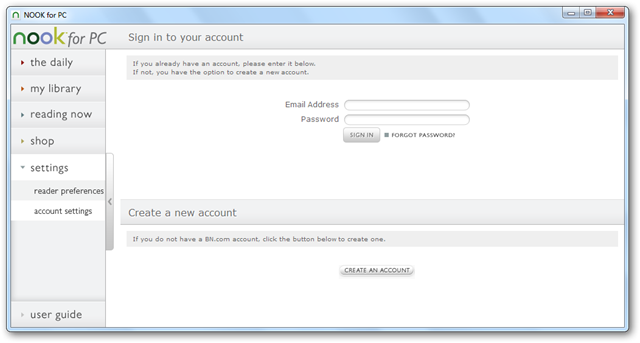 NOOK for PC
nook for PC
Sign in to your account
the daily
my library
reading now
shop
settings
reader preferences
account settings
user guide
If you already have an account, please enter it below.
If not, you have the option to create a new account.
Email Address
Password
SIGN IN
FORGOT PASSWORD?
Create a new account
If you do not have a BN.com account, click the button below to create one.
CREATE AN ACCOUNT